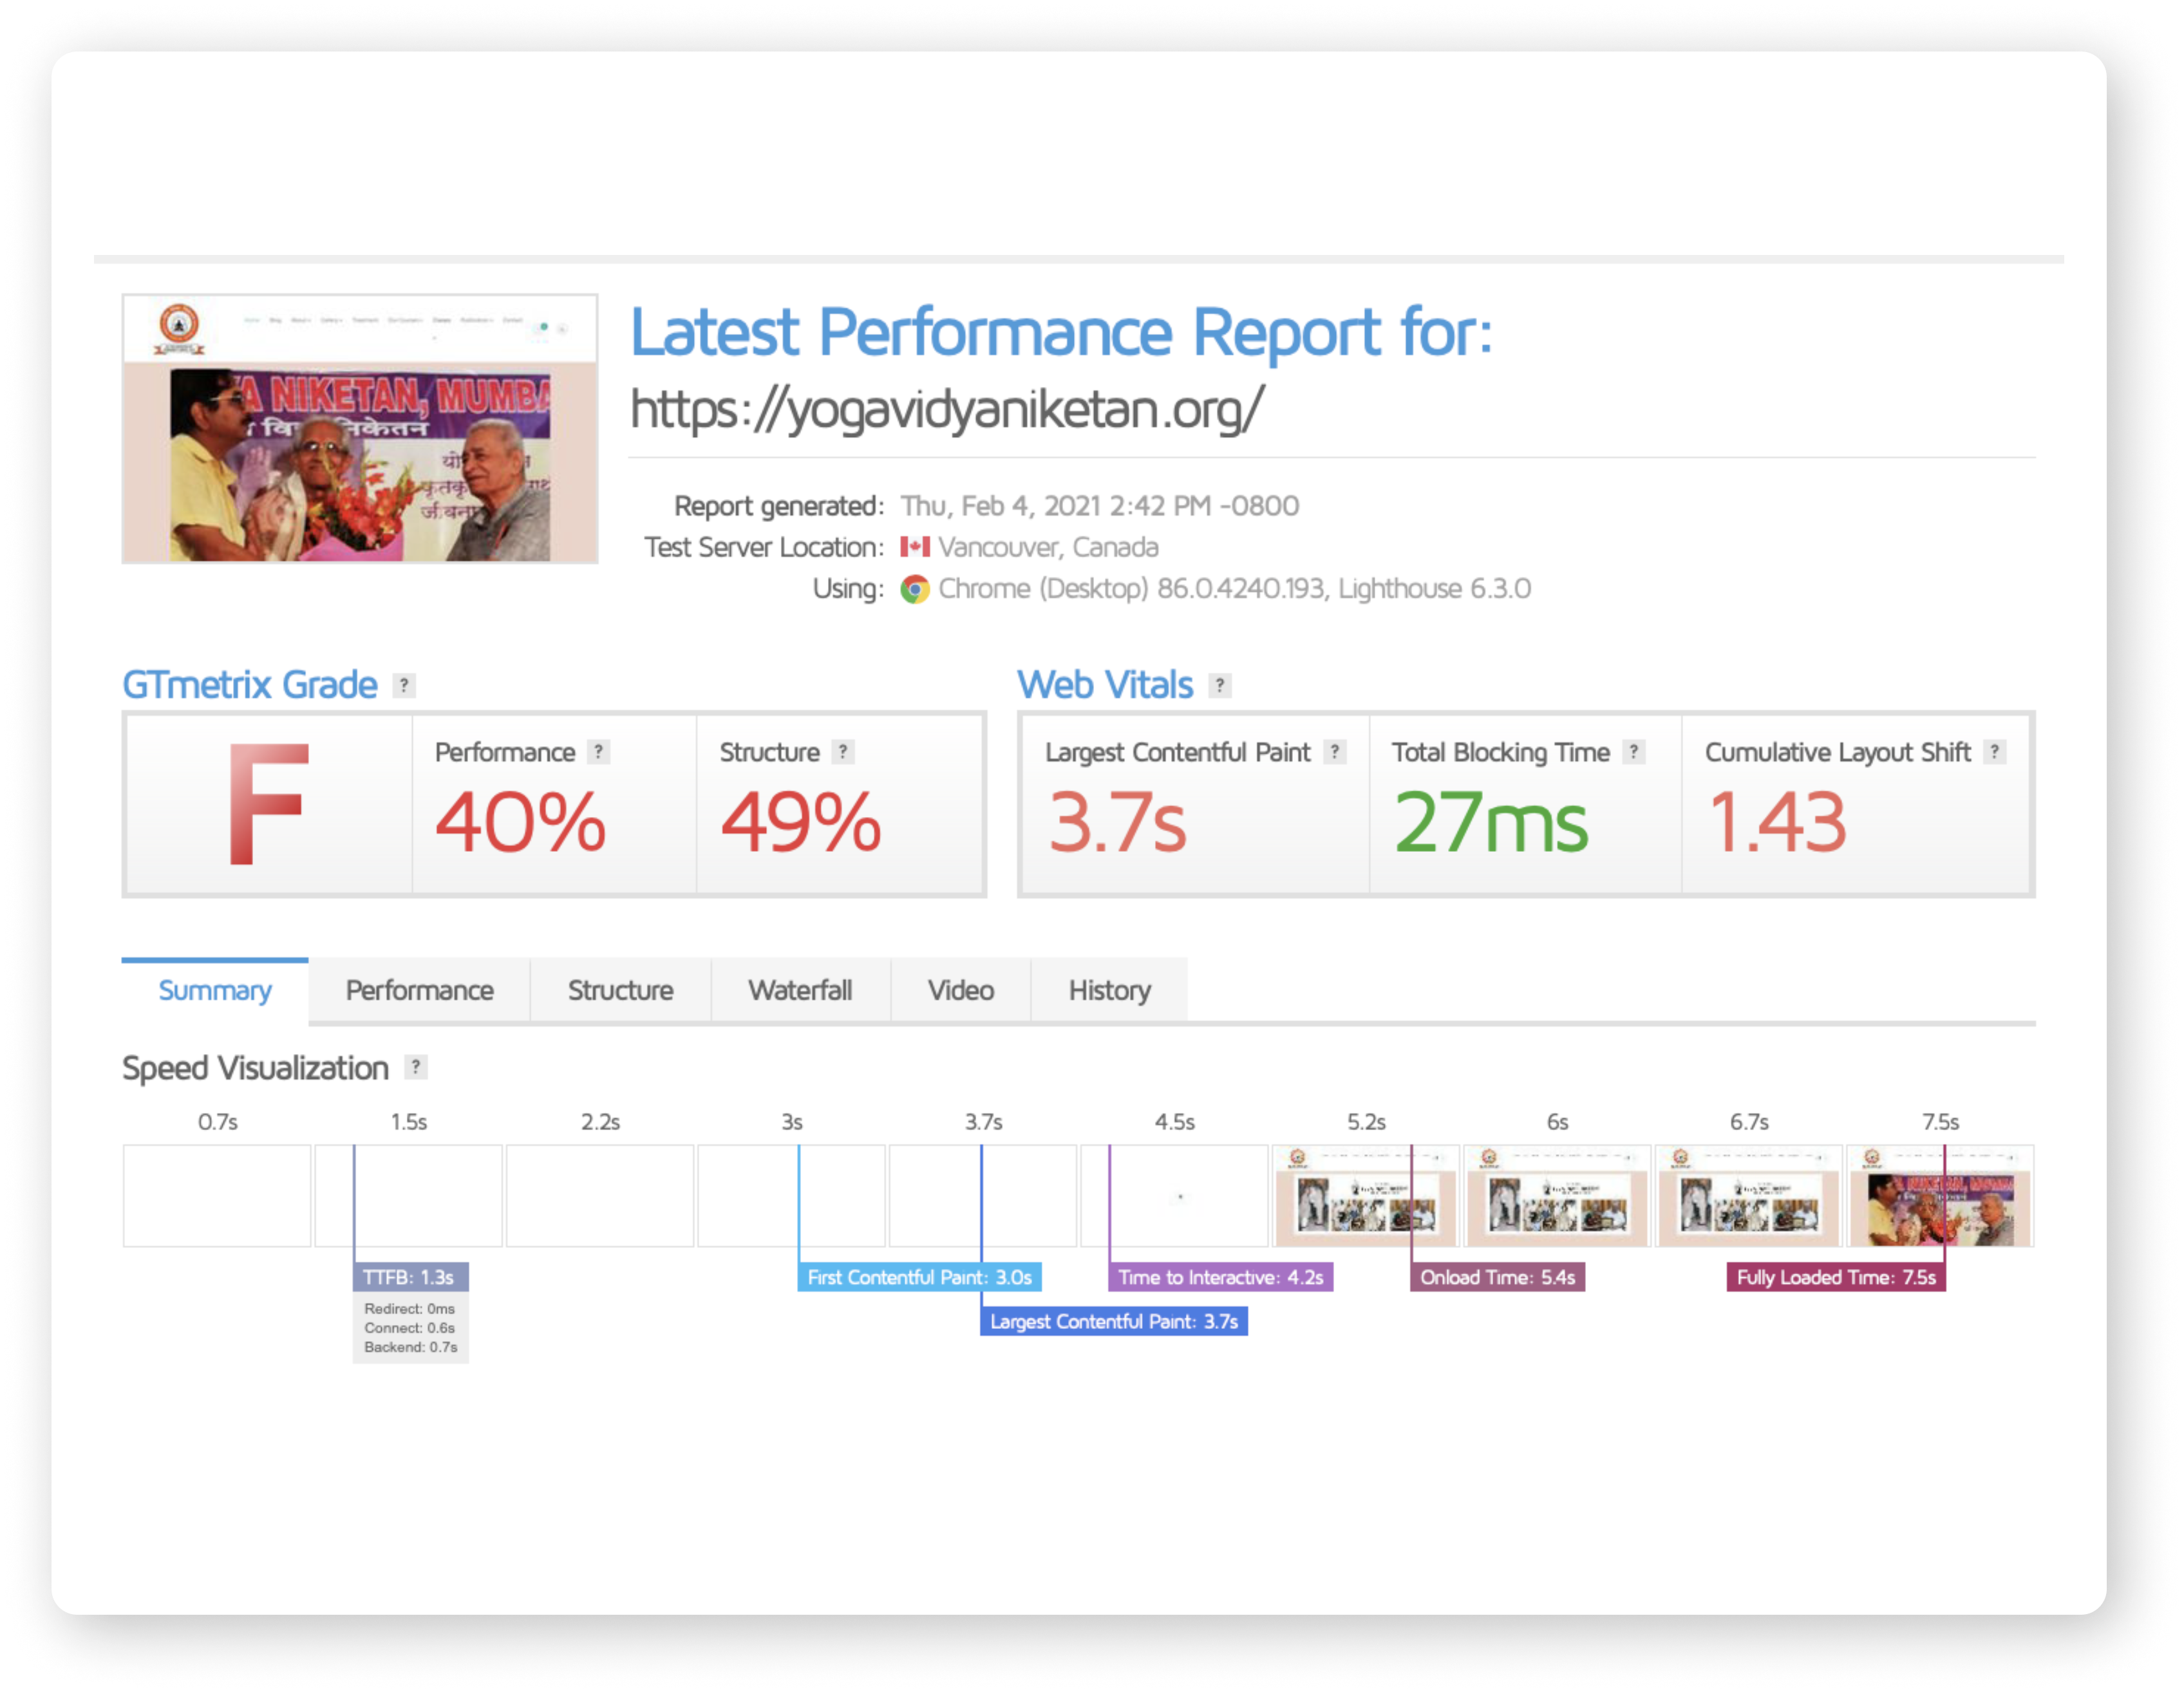 Latest Performance Report for:
https://yogavidyaniketan.org/
A NIKETAN, MUMBA
निकेतन
Report generated: Thu, Feb 4, 2021 2:42 PM -0800
Test Server Location: Vancouver, Canada
Using: Chrome (Desktop) 86.0.4240.193, Lighthouse 6.3.0
GTmetrix Grade ?
F
Performance ?
40%
Structure ?
49%
Web Vitals ?
Largest Contentful Paint ?
3.7s
Total Blocking Time ?
27ms
Cumulative Layout Shift ?
1.43
Summary Performance Structure Waterfall Video History
Speed Visualization ?
0.7s 1.5s 2.2s 3s 3.7s 4.5s 5.2s 6s 6.7s 7.5s
TTFB: 1.3s
Redirect: 0ms
Connect: 0.6s
Backend: 0.7s
First Contentful Paint: 3.0s
Largest Contentful Paint: 3.7s
Time to Interactive: 4.2s
Onload Time: 5.4s
Fully Loaded Time: 7.5s